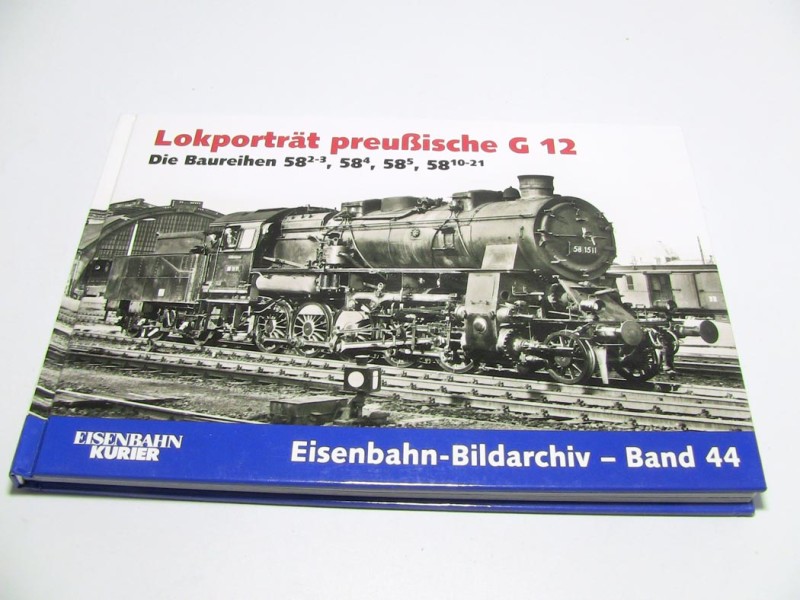 Lokporträt preußische G 12
Die Baureihen 58²⁻³, 58⁴, 58⁵, 58¹⁰⁻²¹
58 1511
EISENBAHN
KURIER
Eisenbahn-Bildarchiv – Band 44